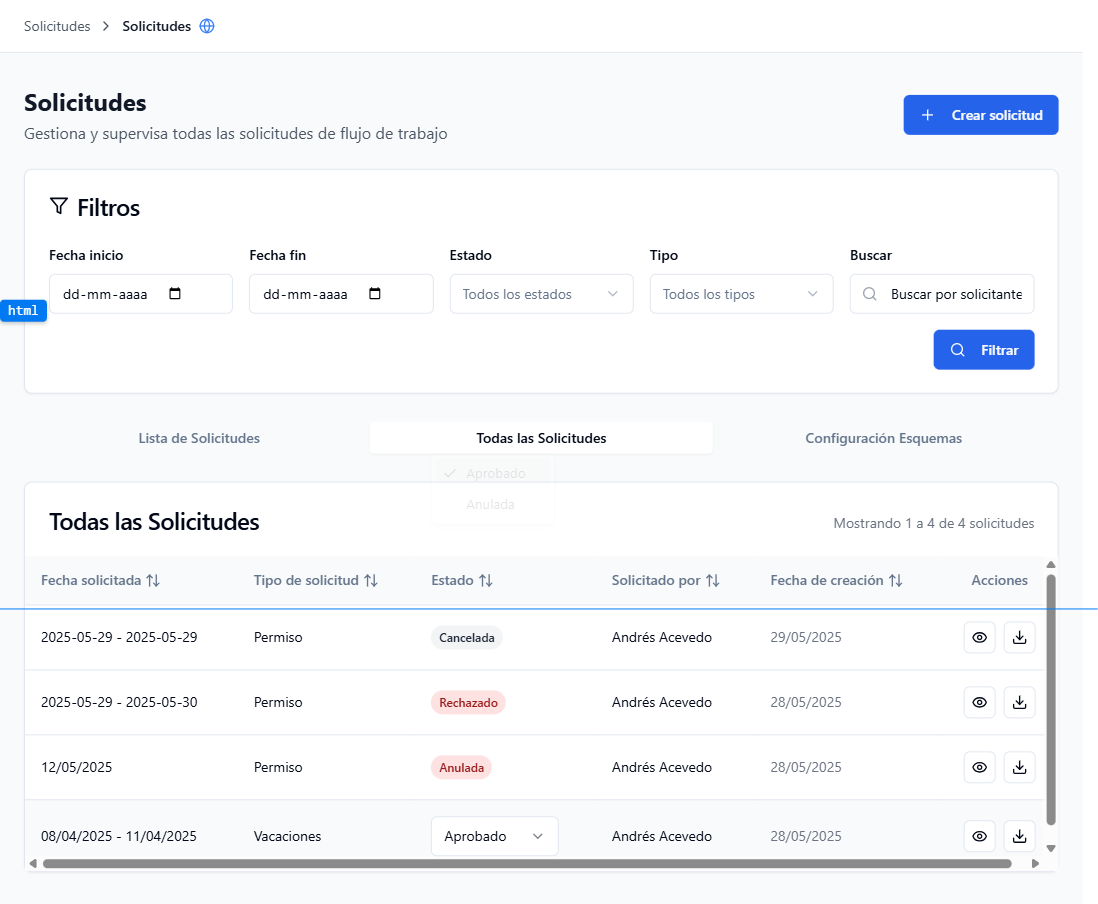 Solicitudes > Solicitudes
Solicitudes
Gestiona y supervisa todas las solicitudes de flujo de trabajo
+ Crear solicitud
Filtros
Fecha inicio Fecha fin Estado Tipo Buscar
dd-mm-aaaa dd-mm-aaaa Todos los estados Todos los tipos Buscar por solicitante
html
Filtrar
Lista de Solicitudes Todas las Solicitudes Configuración Esquemas
Aprobado
Anulada
Todas las Solicitudes Mostrando 1 a 4 de 4 solicitudes
Fecha solicitada Tipo de solicitud Estado Solicitado por Fecha de creación Acciones
2025-05-29 - 2025-05-29 Permiso Cancelada Andrés Acevedo 29/05/2025
2025-05-29 - 2025-05-30 Permiso Rechazado Andrés Acevedo 28/05/2025
12/05/2025 Permiso Anulada Andrés Acevedo 28/05/2025
08/04/2025 - 11/04/2025 Vacaciones Aprobado Andrés Acevedo 28/05/2025